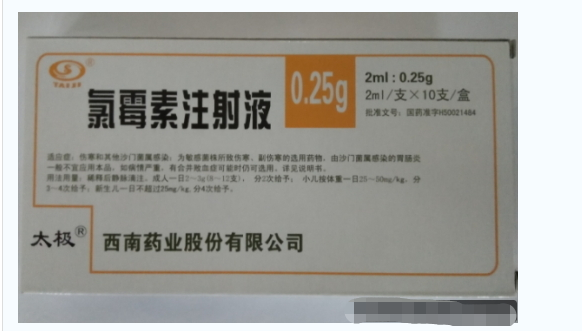 氯霉素注射液
0.25g
2ml : 0.25g
2ml/支×10支/盒
批准文号：国药准字H50021484
适应症：伤寒和其他沙门菌属感染：为敏感菌株所致伤寒、副伤寒的选用药物，由沙门菌属感染的胃肠炎
一般不宜应用本品，如病情严重，有合并败血症可能时仍可选用。详见说明书。
用法用量：稀释后静脉滴注。成人一日2～3g(8～12支)， 分2次给予； 小儿按体重一日25～50mg/kg，分
3～4次给予；新生儿一日不超过25mg/kg,分4次给予。
太极®
西南药业股份有限公司